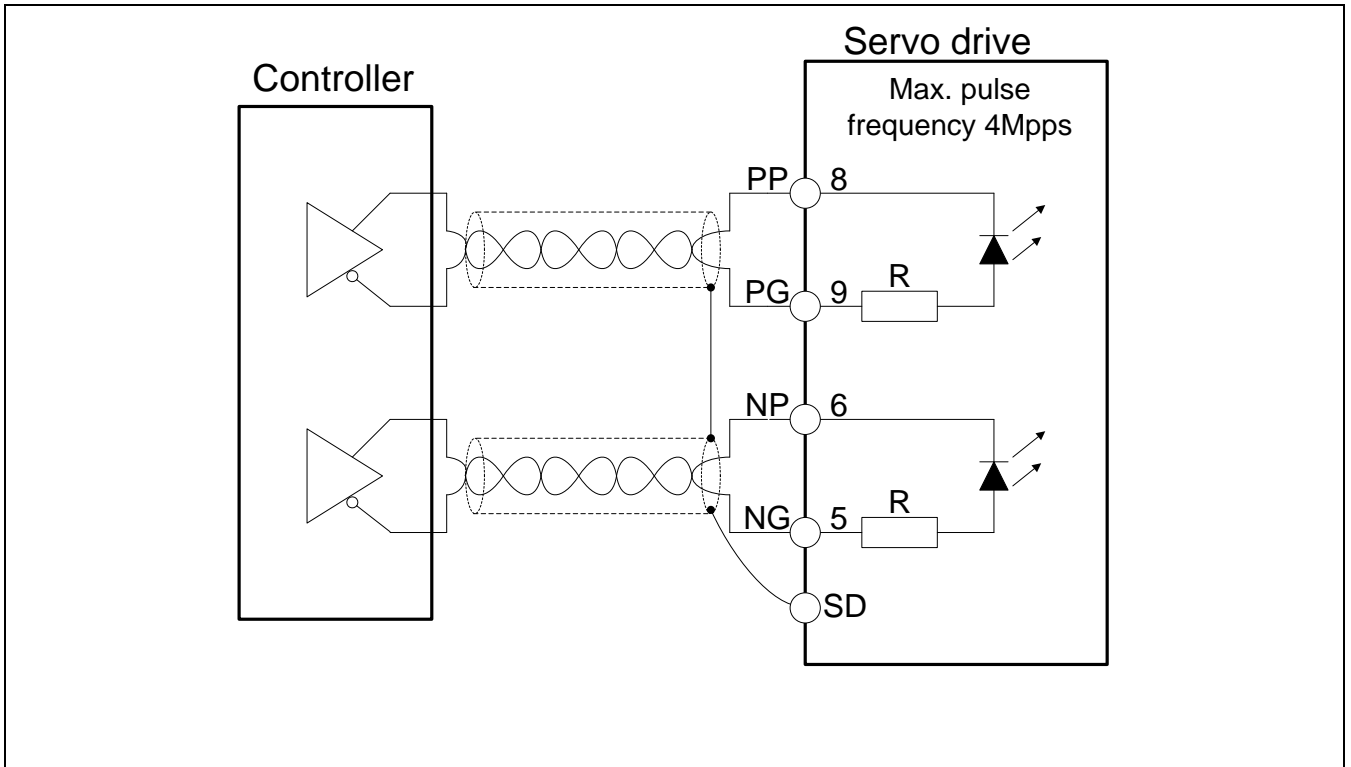 Servo drive
Controller
Max. pulse
frequency 4Mpps
PP 8
PG 9 R
NP 6
NG 5 R
SD